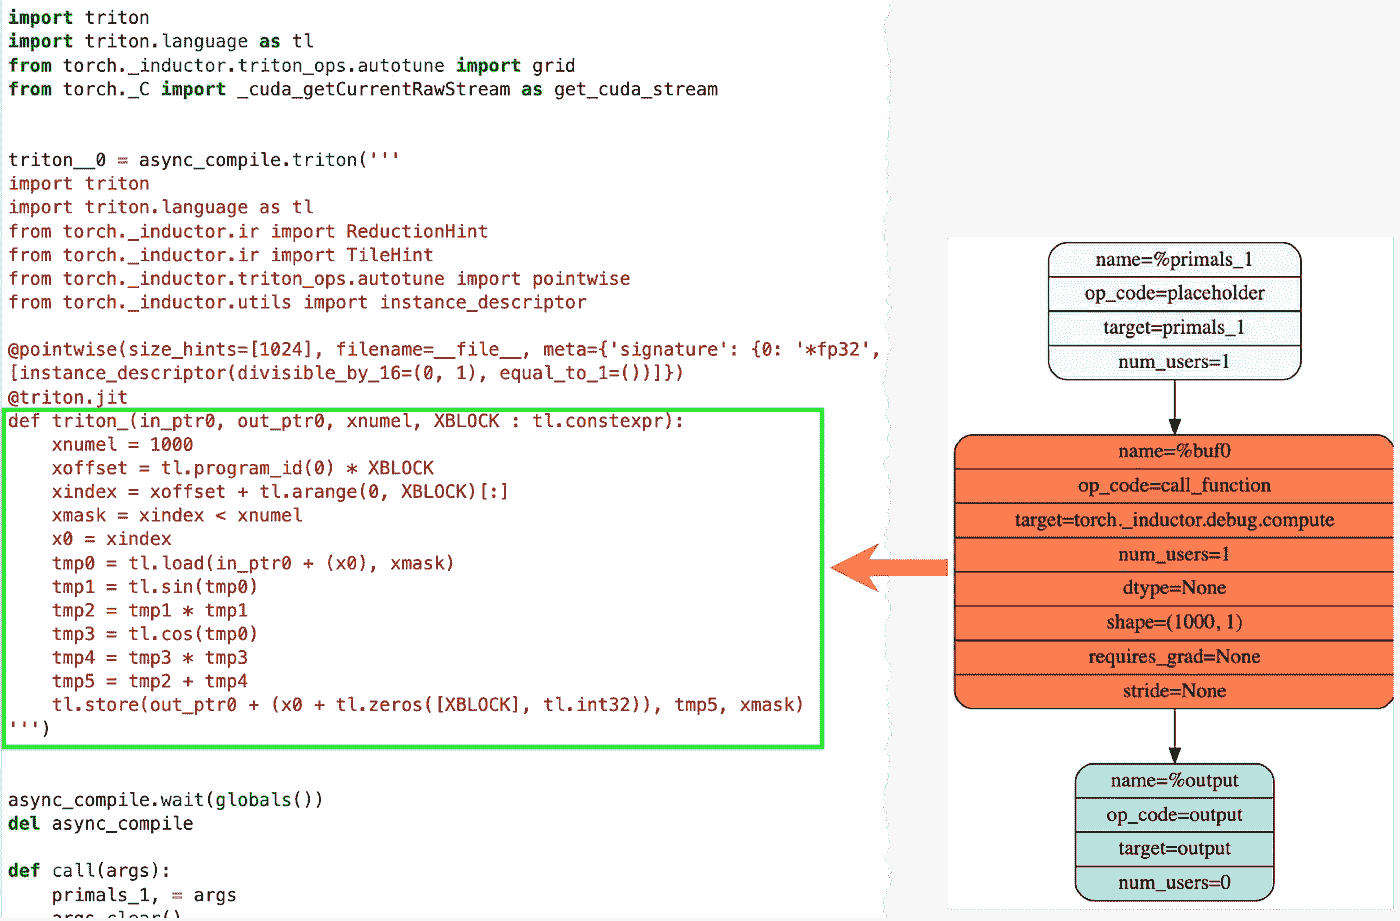 import triton
import triton.language as tl
from torch._inductor.triton_ops.autotune import grid
from torch._C import _cuda_getCurrentRawStream as get_cuda_stream
triton__0 = async_compile.triton('''
import triton
import triton.language as tl
from torch._inductor.ir import ReductionHint
from torch._inductor.ir import TileHint
from torch._inductor.triton_ops.autotune import pointwise
from torch._inductor.utils import instance_descriptor
@pointwise(size_hints=[1024], filename=__file__, meta={'signature': {0: '*fp32',
[instance_descriptor(divisible_by_16=(0, 1), equal_to_1=())]})
@triton.jit
def triton_(in_ptr0, out_ptr0, xnumel, XBLOCK : tl.constexpr):
    xnumel = 1000
    xoffset = tl.program_id(0) * XBLOCK
    xindex = xoffset + tl.arange(0, XBLOCK)[:]
    xmask = xindex < xnumel
    x0 = xindex
    tmp0 = tl.load(in_ptr0 + (x0), xmask)
    tmp1 = tl.sin(tmp0)
    tmp2 = tmp1 * tmp1
    tmp3 = tl.cos(tmp0)
    tmp4 = tmp3 * tmp3
    tmp5 = tmp2 + tmp4
    tl.store(out_ptr0 + (x0 + tl.zeros([XBLOCK], tl.int32)), tmp5, xmask)
''')
async_compile.wait(globals())
del async_compile
def call(args):
    primals_1, = args
    args.clear()
name=%primals_1
op_code=placeholder
target=primals_1
num_users=1
name=%buf0
op_code=call_function
target=torch._inductor.debug.compute
num_users=1
dtype=None
shape=(1000, 1)
requires_grad=None
stride=None
name=%output
op_code=output
target=output
num_users=0